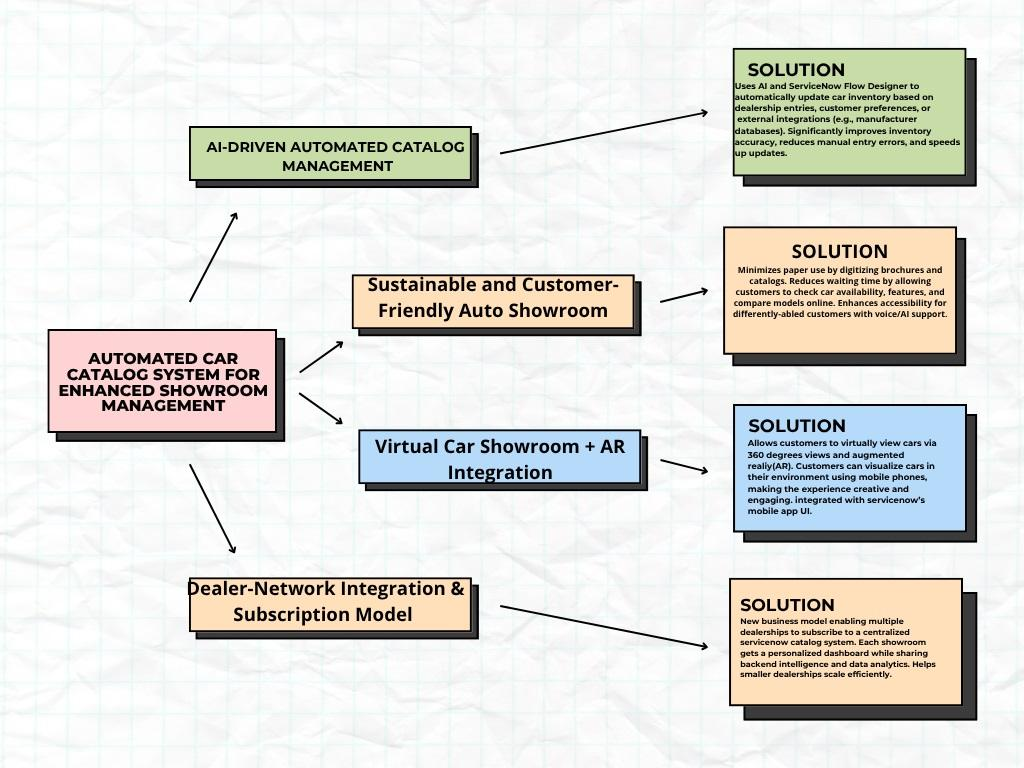 AUTOMATED CAR
CATALOG SYSTEM FOR
ENHANCED SHOWROOM
MANAGEMENT
AI-DRIVEN AUTOMATED CATALOG
MANAGEMENT
SOLUTION
Uses AI and ServiceNow Flow Designer to
automatically update car inventory based on
dealership entries, customer preferences, or
external integrations (e.g., manufacturer
databases). Significantly improves inventory
accuracy, reduces manual entry errors, and speeds
up updates.
Sustainable and Customer-
Friendly Auto Showroom
SOLUTION
Minimizes paper use by digitizing brochures and
catalogs. Reduces waiting time by allowing
customers to check car availability, features, and
compare models online. Enhances accessibility for
differently-abled customers with voice/AI support.
Virtual Car Showroom + AR
Integration
SOLUTION
Allows customers to virtually view cars via
360 degrees views and augmented
realiy(AR). Customers can visualize cars in
their environment using mobile phones,
making the experience creative and
engaging. integrated with servicenow's
mobile app UI.
Dealer-Network Integration &
Subscription Model
SOLUTION
New business model enabling multiple
dealerships to subscribe to a centralized
servicenow catalog system. Each showroom
gets a personalized dashboard while sharing
backend intelligence and data analytics. Helps
smaller dealerships scale efficiently.